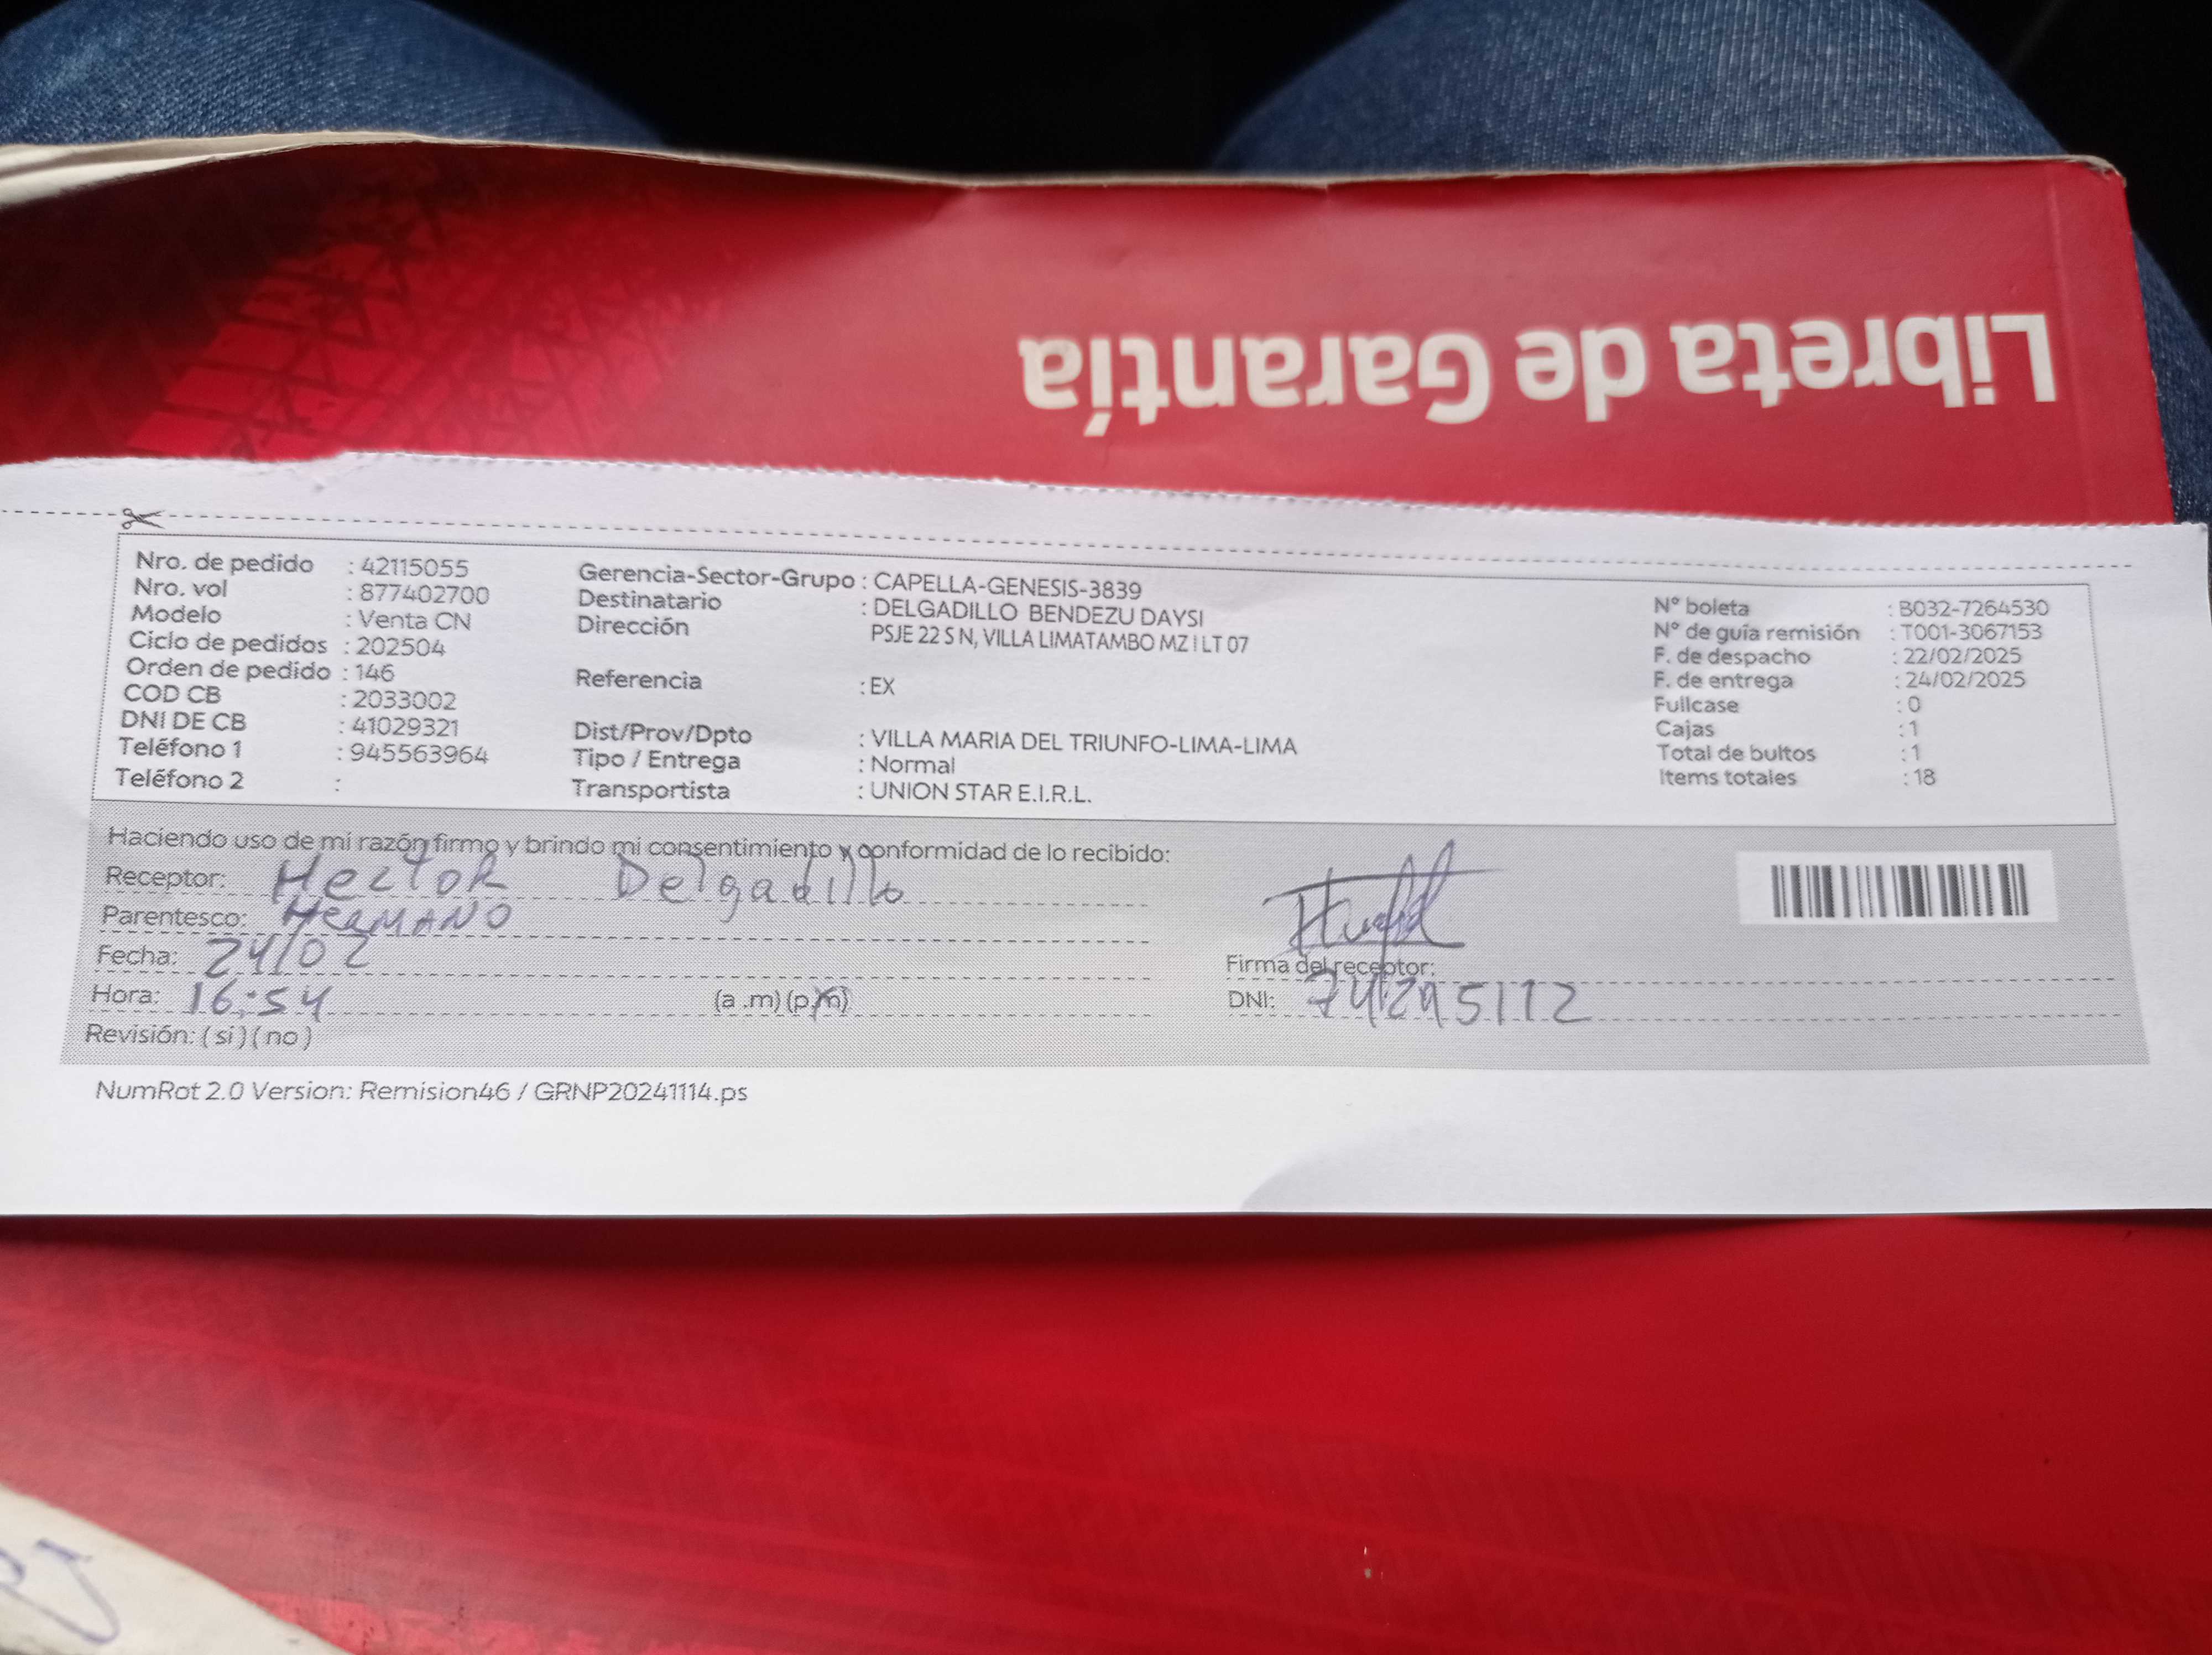 Libreta de Garantía
Nro. de pedido : 42115055
Nro. vol : 877402700
Modelo : Venta CN
Ciclo de pedidos : 202504
Orden de pedido : 146
COD CB : 2033002
DNI DE CB : 41029321
Teléfono 1 : 945563964
Teléfono 2 :
Gerencia-Sector-Grupo : CAPELLA-GENESIS-3839
Destinatario : DELGADILLO BENDEZU DAYSI
Dirección PSJE 22 S N, VILLA LIMATAMBO MZ I LT 07
Referencia : EX
Dist/Prov/Dpto : VILLA MARIA DEL TRIUNFO-LIMA-LIMA
Tipo / Entrega : Normal
Transportista : UNION STAR E.I.R.L.
N° boleta : B032-7264530
N° de guía remisión : T001-3067153
F. de despacho : 22/02/2025
F. de entrega : 24/02/2025
Fullcase : 0
Cajas : 1
Total de bultos : 1
Items totales : 18
Haciendo uso de mi razón firmo y brindo mi consentimiento y conformidad de lo recibido:
Receptor: Hector Delgadillo
Parentesco: Hermano
Fecha: 24/02
Hora: 16:54 (a .m) (p.m)
Revisión: ( si ) ( no )
Firma del receptor:
DNI:
NumRot 2.0 Version: Remision46 / GRNP20241114.ps